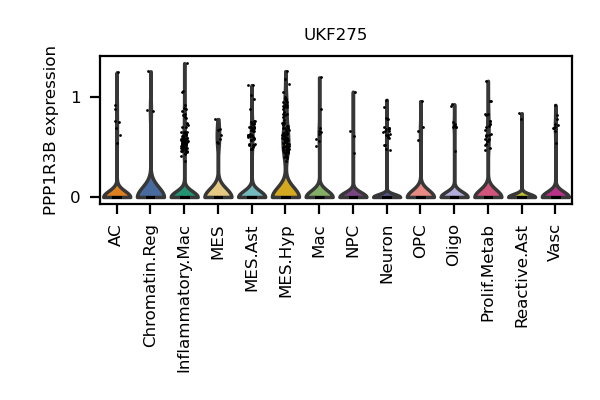 UKF275
PPP1R3B expression
1
0
AC
Chromatin.Reg
Inflammatory.Mac
MES
MES.Ast
MES.Hyp
Mac
NPC
Neuron
OPC
Oligo
Prolif.Metab
Reactive.Ast
Vasc